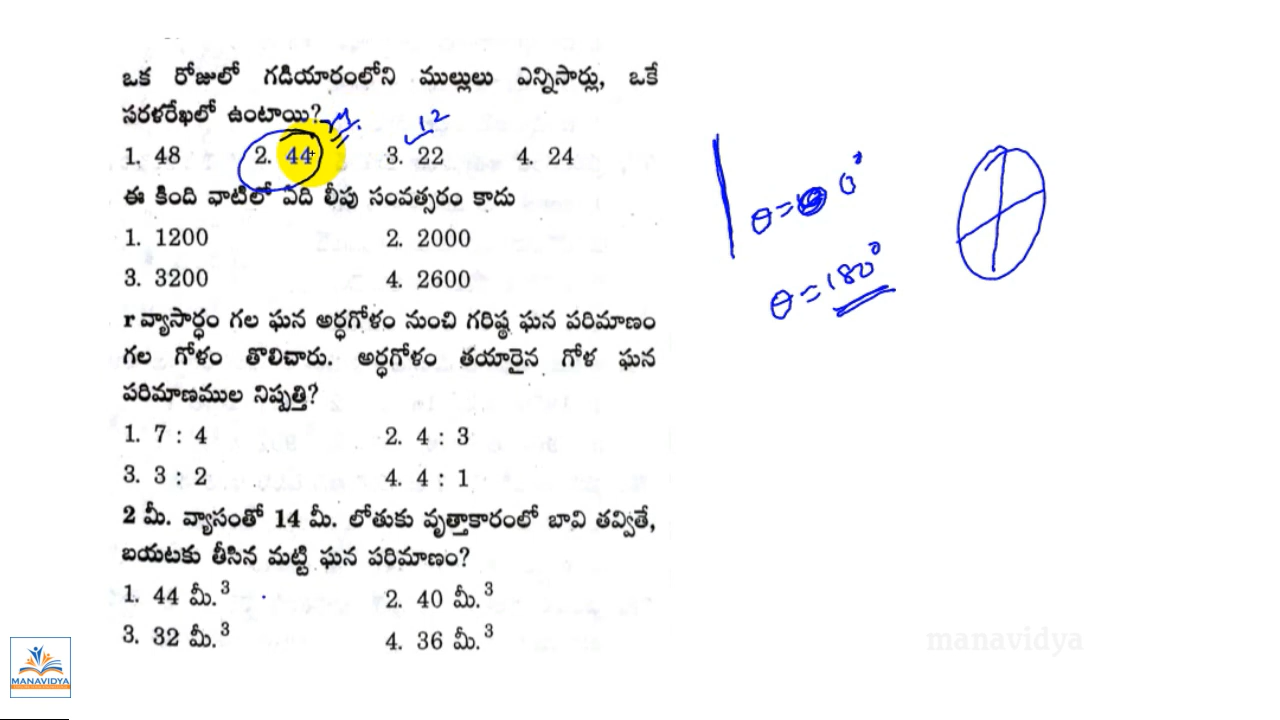 ఒక రోజులో గడియారంలోని ముల్లులు ఎన్నిసార్లు, ఒకే
సరళరేఖలో ఉంటాయి?
12
1. 48 2. 44 3. 22 4. 24
ఈ కింది వాటిలో ఏది లీపు సంవత్సరం కాదు
1. 1200 2. 2000
3. 3200 4. 2600
r వ్యాసార్ధం గల ఘన అర్ధగోళం నుంచి గరిష్ఠ ఘన పరిమాణం
గల గోళం తొలిచారు. అర్ధగోళం తయారైన గోళ ఘన
పరిమాణముల నిష్పత్తి?
1. 7 : 4 2. 4 : 3
3. 3 : 2 4. 4 : 1
2 మీ. వ్యాసంతో 14 మీ. లోతుకు వృత్తాకారంలో బావి తవ్వితే,
బయటకు తీసిన మట్టి ఘన పరిమాణం?
1. 44 మీ.³ 2. 40 మీ.³
3. 32 మీ.³ 4. 36 మీ.³
θ = 0°
θ = 180°
manavidya
MANAVIDYA